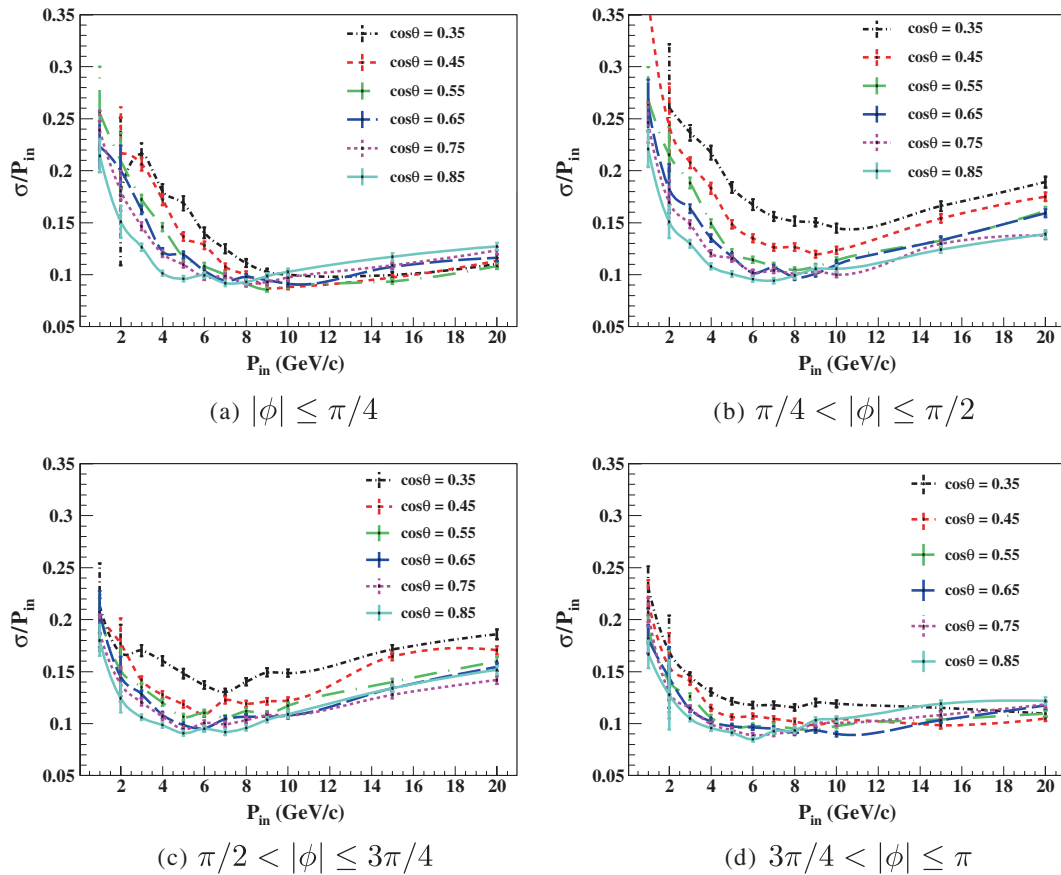 0.35
0.3
0.25
0.2
0.15
0.1
0.05
σ/P_in
cosθ = 0.35
cosθ = 0.45
cosθ = 0.55
cosθ = 0.65
cosθ = 0.75
cosθ = 0.85
2 4 6 8 10 12 14 16 18 20
P_in (GeV/c)
(a) |ϕ| ≤ π/4
0.35
0.3
0.25
0.2
0.15
0.1
0.05
σ/P_in
cosθ = 0.35
cosθ = 0.45
cosθ = 0.55
cosθ = 0.65
cosθ = 0.75
cosθ = 0.85
2 4 6 8 10 12 14 16 18 20
P_in (GeV/c)
(b) π/4 < |ϕ| ≤ π/2
0.35
0.3
0.25
0.2
0.15
0.1
0.05
σ/P_in
cosθ = 0.35
cosθ = 0.45
cosθ = 0.55
cosθ = 0.65
cosθ = 0.75
cosθ = 0.85
2 4 6 8 10 12 14 16 18 20
P_in (GeV/c)
(c) π/2 < |ϕ| ≤ 3π/4
0.35
0.3
0.25
0.2
0.15
0.1
0.05
σ/P_in
cosθ = 0.35
cosθ = 0.45
cosθ = 0.55
cosθ = 0.65
cosθ = 0.75
cosθ = 0.85
2 4 6 8 10 12 14 16 18 20
P_in (GeV/c)
(d) 3π/4 < |ϕ| ≤ π